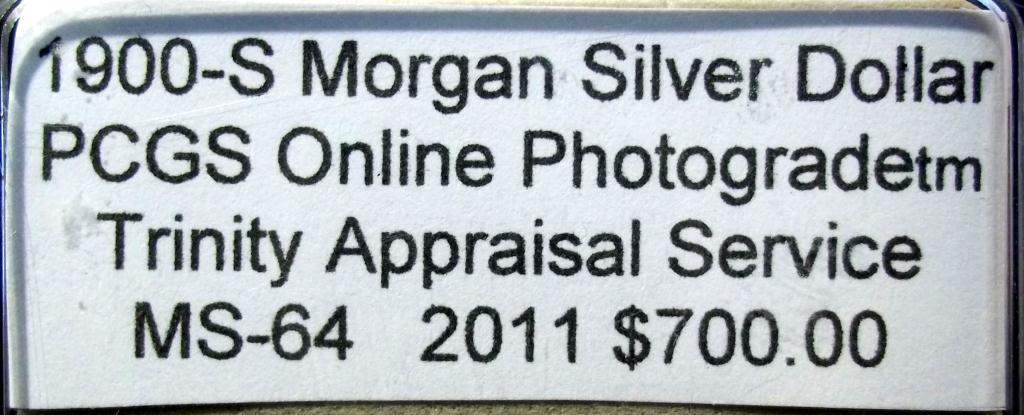 1900-S Morgan Silver Dollar
PCGS Online Photogradetm
Trinity Appraisal Service
MS-64 2011 $700.00